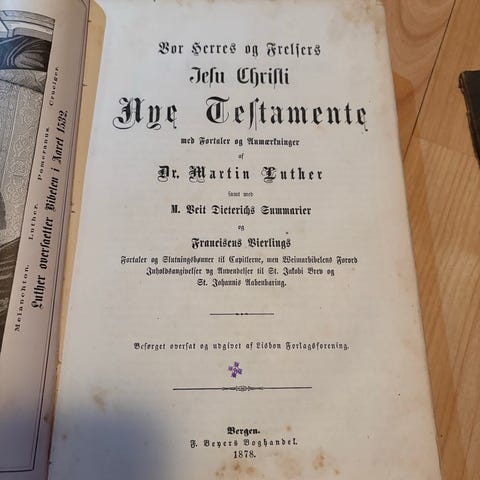 Melanchton. Luther. Pomeranus. Cruciger.
Luther oversætter Bibelen i Aaret 1532.
Vor Herres og Frelsers
Jesu Christi
Nye Testamente
med Fortaler og Anmærkninger
af
Dr. Martin Luther
samt med
M. Veit Dieterichs Summarier
og
Franciscus Vierlings
Fortaler og Slutningsbønner til Capitlerne, men Weimarbibelens Forord
Indholdsangivelser og Anvendelser til St. Jakobi Brev og
St. Johannis Aabenbaring.
Besørget oversat og udgivet af Lisbon Forlagsforening.
Bergen.
F. Beyers Boghandel.
1878.